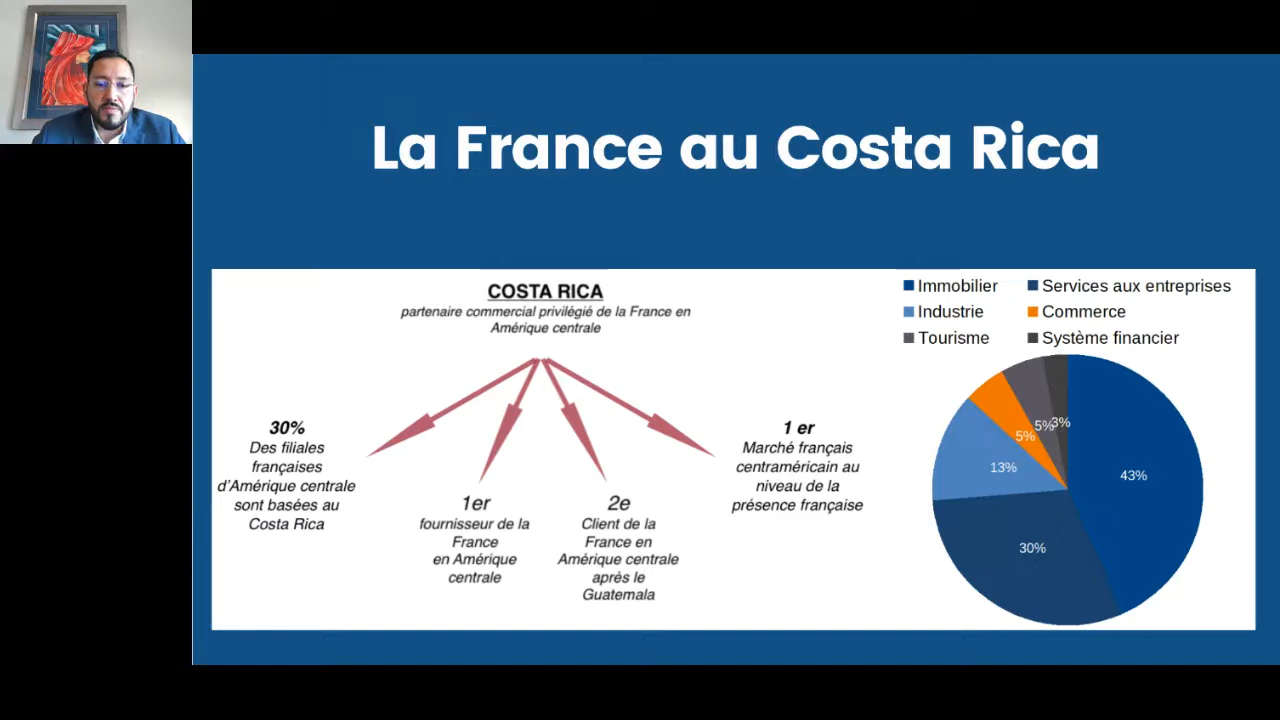 La France au Costa Rica
COSTA RICA
partenaire commercial privilégié de la France en
Amérique centrale
30%
Des filiales
françaises
d'Amérique centrale
sont basées au
Costa Rica
1er
fournisseur de la
France
en Amérique
centrale
2e
Client de la
France en
Amérique centrale
après le
Guatemala
1 er
Marché français
centraméricain au
niveau de la
présence française
Immobilier
Services aux entreprises
Industrie
Commerce
Tourisme
Système financier
43%
30%
13%
5%
5%
3%